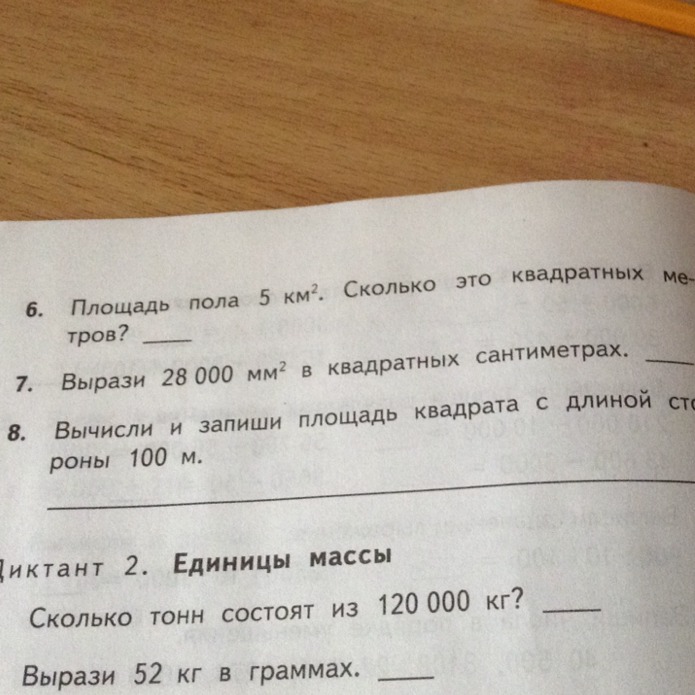 6. Площадь пола 5 км². Сколько это квадратных ме-
тров? ____
7. Вырази 28 000 мм² в квадратных сантиметрах. ____
8. Вычисли и запиши площадь квадрата с длиной сто
роны 100 м.
Диктант 2. Единицы массы
Сколько тонн состоят из 120 000 кг? ____
Вырази 52 кг в граммах. ____